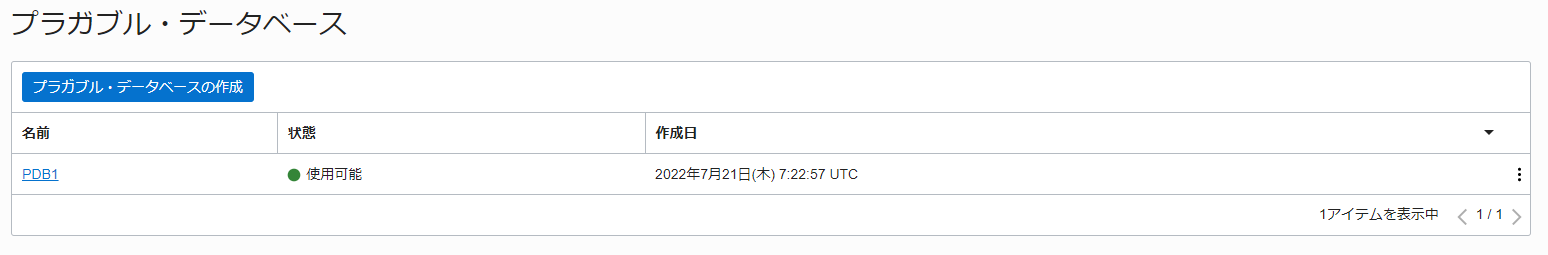 プラガブル・データベース
プラガブル・データベースの作成
名前 状態 作成日
PDB1 使用可能 2022年7月21日(木) 7:22:57 UTC
1アイテムを表示中 1 / 1